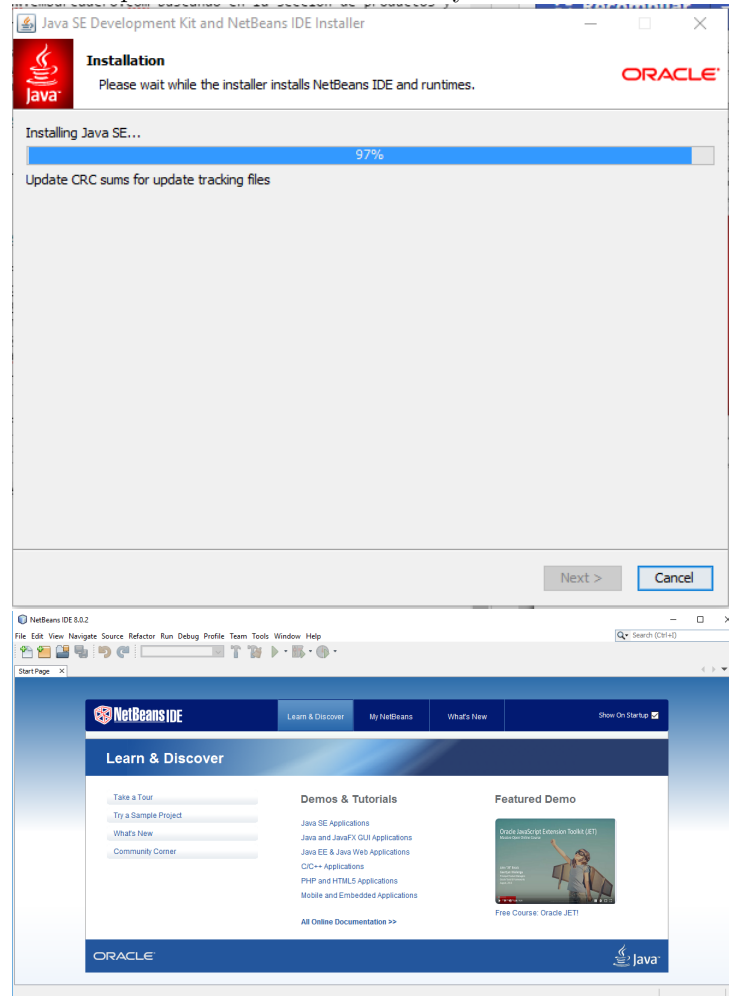 Java SE Development Kit and NetBeans IDE Installer
Java
Installation
Please wait while the installer installs NetBeans IDE and runtimes.
ORACLE
Installing Java SE...
97%
Update CRC sums for update tracking files
Next >
Cancel
NetBeans IDE 8.0.2
File Edit View Navigate Source Refactor Run Debug Profile Team Tools Window Help
Search (Ctrl+I)
Start Page
NetBeans IDE
Learn & Discover
My NetBeans
What's New
Show On Startup
Learn & Discover
Take a Tour
Try a Sample Project
What's New
Community Corner
Demos & Tutorials
Java SE Applications
Java and JavaFX GUI Applications
Java EE & Java Web Applications
C/C++ Applications
PHP and HTML5 Applications
Mobile and Embedded Applications
All Online Documentation >>
Featured Demo
Oracle JavaScript Extension Toolkit (JET)
Free Course: Oracle JET!
ORACLE
Java